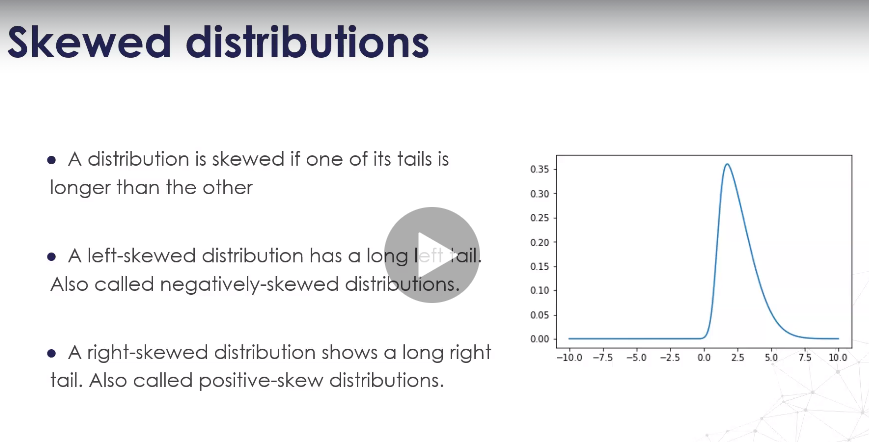 Skewed distributions
• A distribution is skewed if one of its tails is
longer than the other
• A left-skewed distribution has a long left tail.
Also called negatively-skewed distributions.
• A right-skewed distribution shows a long right
tail. Also called positive-skew distributions.
0.35
0.30
0.25
0.20
0.15
0.10
0.05
0.00
−10.0 −7.5 −5.0 −2.5 0.0 2.5 5.0 7.5 10.0